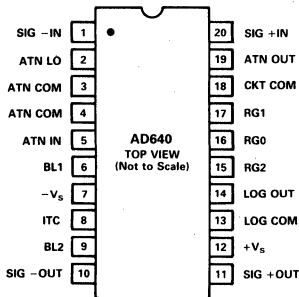 SIG −IN 1
ATN LO 2
ATN COM 3
ATN COM 4
ATN IN 5
BL1 6
−Vs 7
ITC 8
BL2 9
SIG −OUT 10
AD640
TOP VIEW
(Not to Scale)
20 SIG +IN
19 ATN OUT
18 CKT COM
17 RG1
16 RG0
15 RG2
14 LOG OUT
13 LOG COM
12 +Vs
11 SIG +OUT